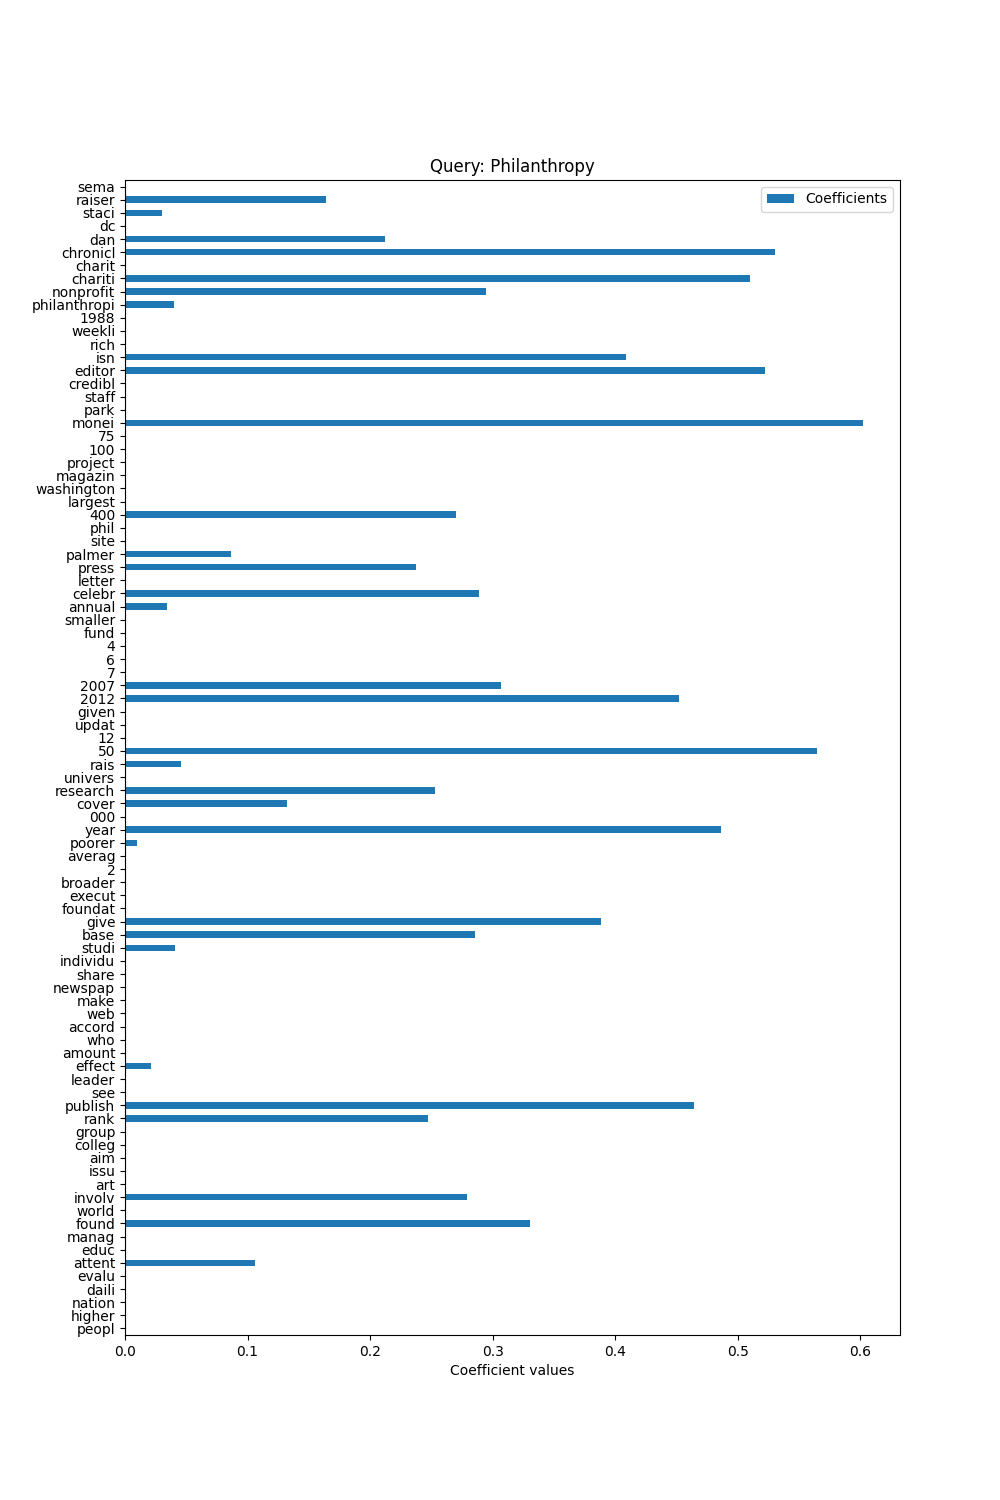 Query: Philanthropy
Coefficients
sema
raiser
staci
dc
dan
chronicl
charit
chariti
nonprofit
philanthropi
1988
weekli
rich
isn
editor
credibl
staff
park
monei
75
100
project
magazin
washington
largest
400
phil
site
palmer
press
letter
celebr
annual
smaller
fund
4
6
7
2007
2012
given
updat
12
50
rais
univers
research
cover
000
year
poorer
averag
2
broader
execut
foundat
give
base
studi
individu
share
newspap
make
web
accord
who
amount
effect
leader
see
publish
rank
group
colleg
aim
issu
art
involv
world
found
manag
educ
attent
evalu
daili
nation
higher
peopl
0.0 0.1 0.2 0.3 0.4 0.5 0.6
Coefficient values